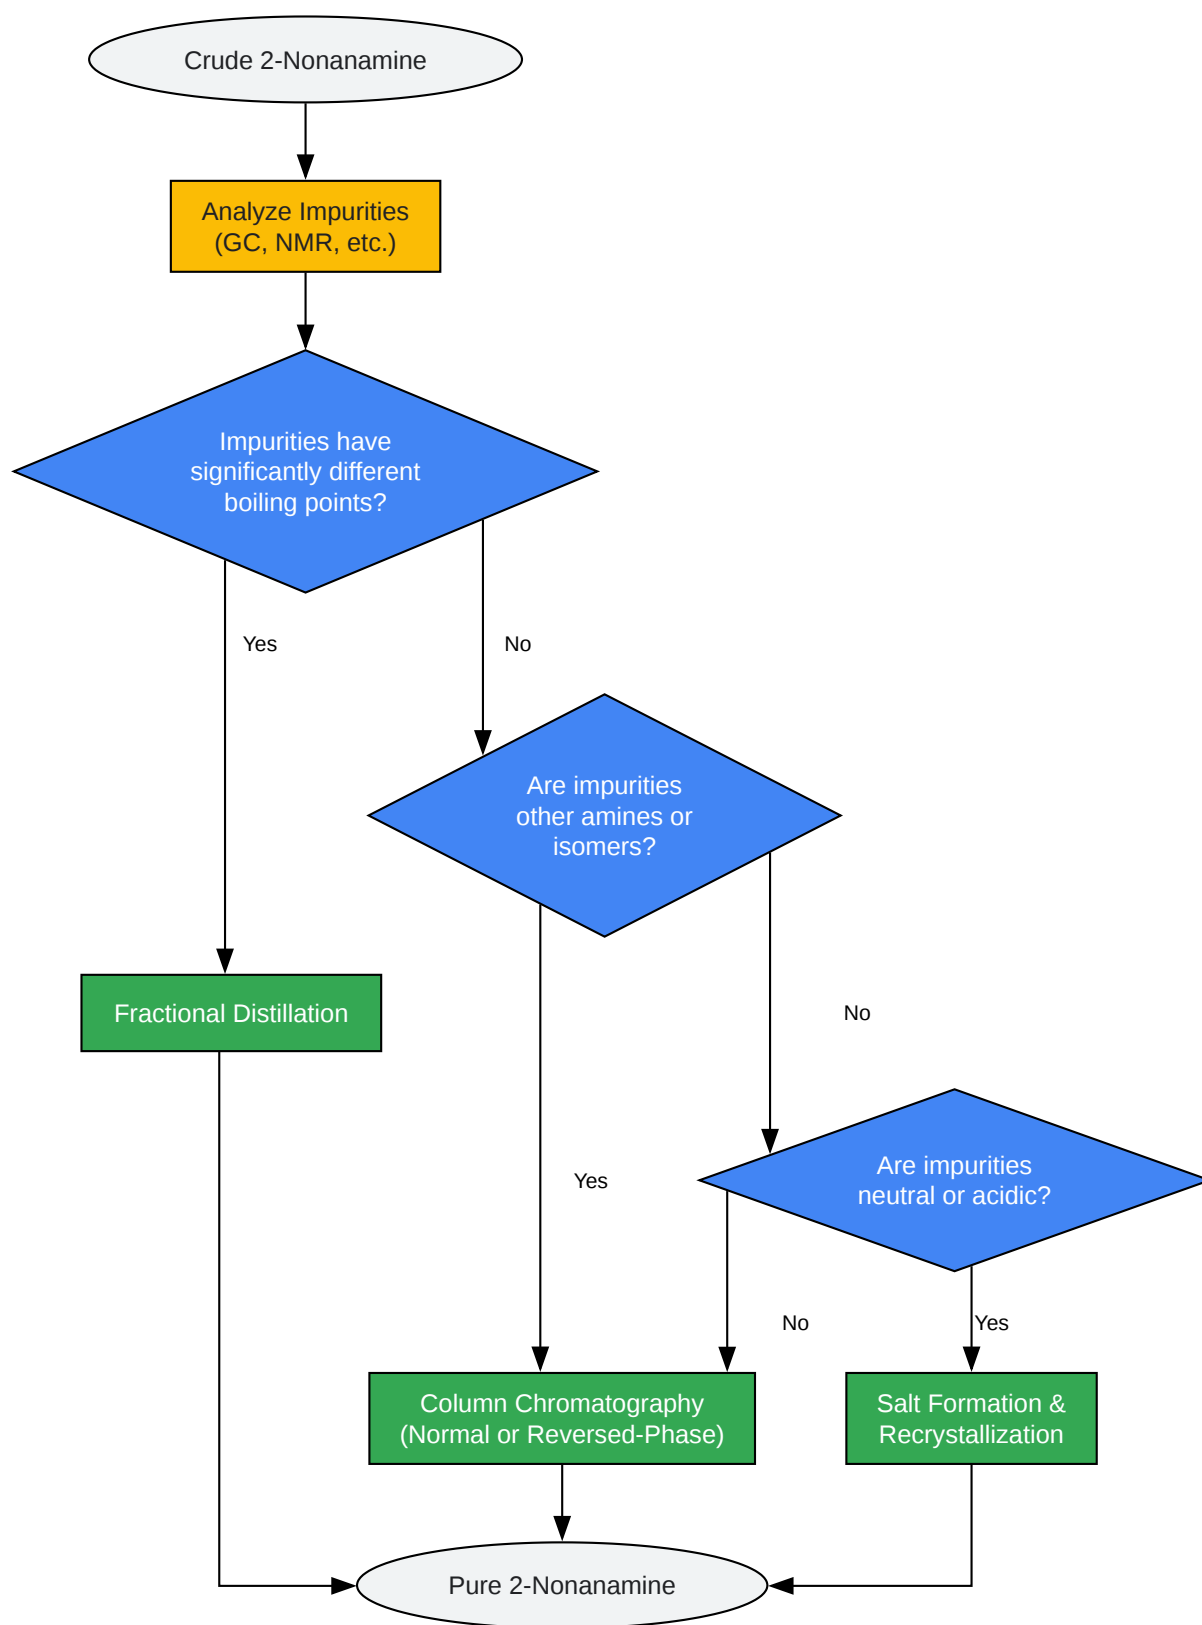 Crude 2-Nonanamine
Analyze Impurities
(GC, NMR, etc.)
Impurities have
significantly different
boiling points?
Yes
No
Are impurities
other amines or
isomers?
Fractional Distillation
No
Are impurities
neutral or acidic?
Yes
No
Yes
Column Chromatography
(Normal or Reversed-Phase)
Salt Formation &
Recrystallization
Pure 2-Nonanamine